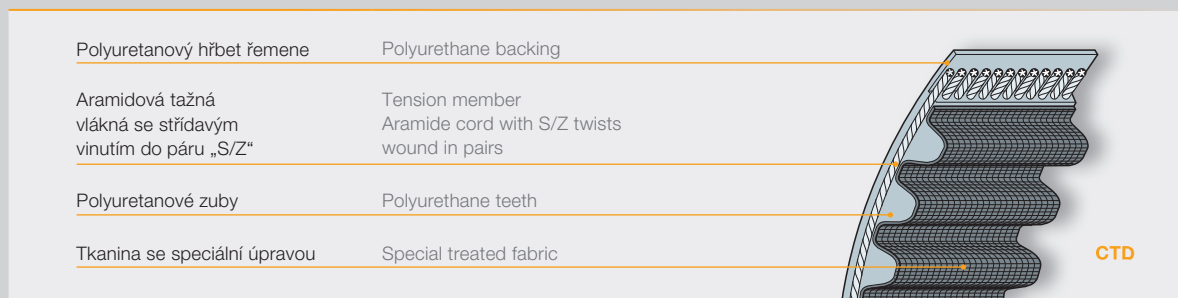 Polyuretanový hřbet řemene
Polyurethane backing
Aramidová tažná
vlákná se střídavým
vinutím do páru „S/Z“
Tension member
Aramide cord with S/Z twists
wound in pairs
Polyuretanové zuby
Polyurethane teeth
Tkanina se speciální úpravou
Special treated fabric
CTD